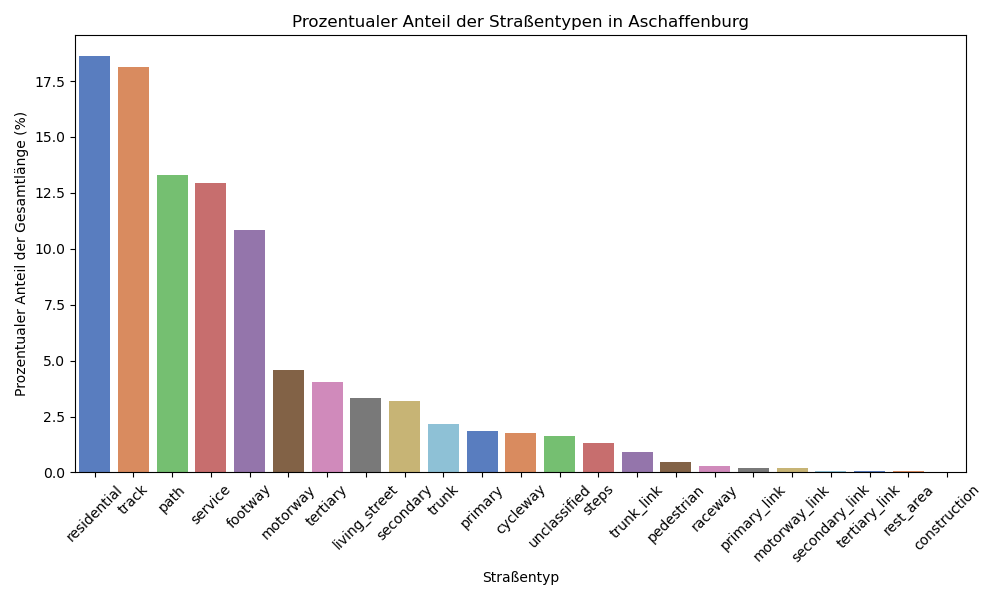 Prozentualer Anteil der Straßentypen in Aschaffenburg
Prozentualer Anteil der Gesamtlänge (%)
17.5
15.0
12.5
10.0
7.5
5.0
2.5
0.0
residential
track
path
service
footway
motorway
tertiary
living_street
secondary
trunk
primary
cycleway
unclassified
steps
trunk_link
pedestrian
raceway
primary_link
motorway_link
secondary_link
tertiary_link
rest_area
construction
Straßentyp